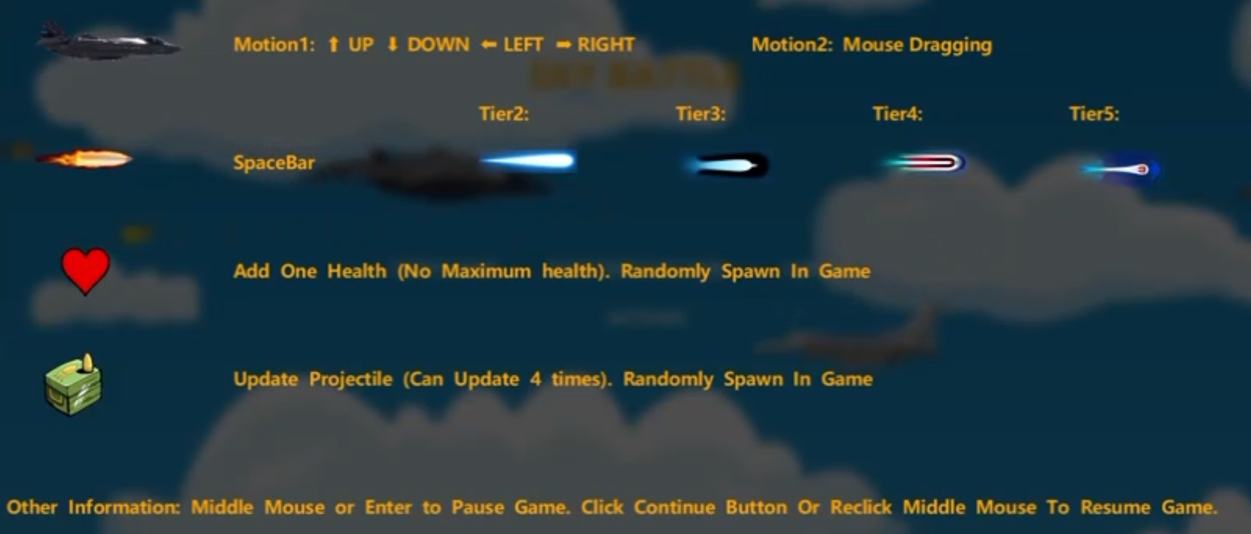 Motion1: ⬆ UP ⬇ DOWN ⬅ LEFT ➡ RIGHT Motion2: Mouse Dragging
SKY BATTLE
Tier2: Tier3: Tier4: Tier5:
SpaceBar
Add One Health (No Maximum health). Randomly Spawn In Game
Update Projectile (Can Update 4 times). Randomly Spawn In Game
Other Information: Middle Mouse or Enter to Pause Game. Click Continue Button Or Reclick Middle Mouse To Resume Game.